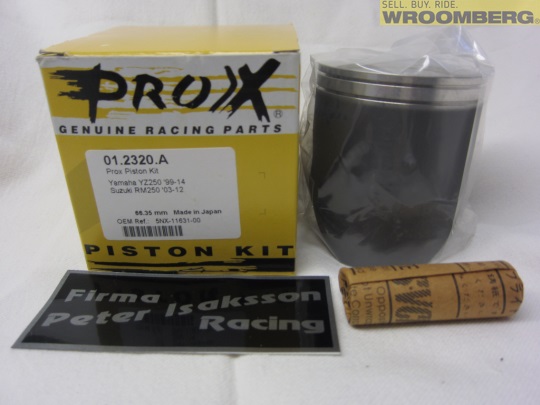 SELL. BUY. RIDE.
WROOMBERG
PROX
®
GENUINE RACING PARTS
01.2320.A
Prox Piston Kit
Yamaha YZ250 '99-14
Suzuki RM250 '03-12
66.35 mm Made in Japan
OEM Ref.: 5NX-11631-00
PISTON KIT
Firma
Peter Isaksson
Racing